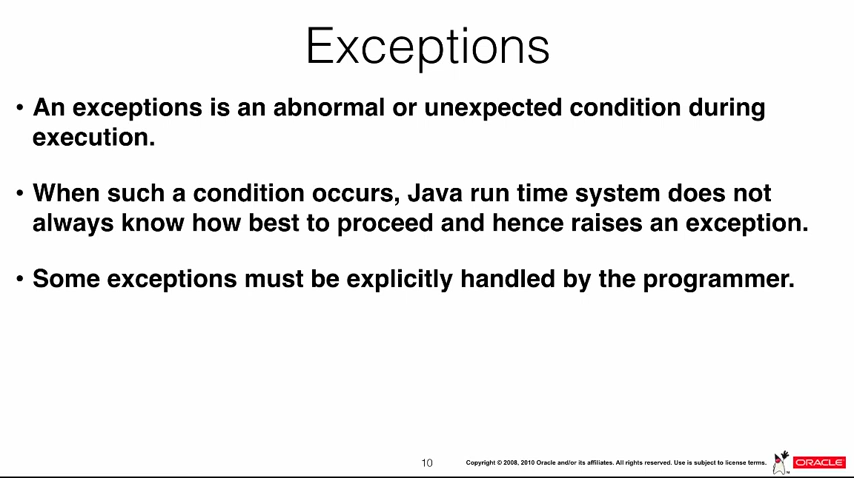 Exceptions
• An exceptions is an abnormal or unexpected condition during
execution.
• When such a condition occurs, Java run time system does not
always know how best to proceed and hence raises an exception.
• Some exceptions must be explicitly handled by the programmer.
10
Copyright © 2008, 2010 Oracle and/or its affiliates. All rights reserved. Use is subject to license terms.
ORACLE